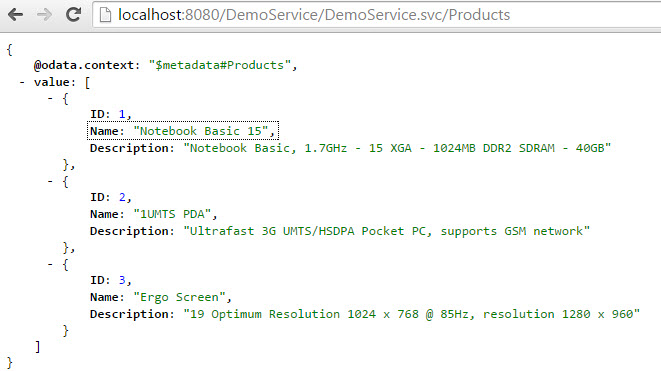 localhost:8080/DemoService/DemoService.svc/Products
{
@odata.context: "$metadata#Products",
- value: [
- {
ID: 1,
Name: "Notebook Basic 15",
Description: "Notebook Basic, 1.7GHz - 15 XGA - 1024MB DDR2 SDRAM - 40GB"
},
- {
ID: 2,
Name: "1UMTS PDA",
Description: "Ultrafast 3G UMTS/HSDPA Pocket PC, supports GSM network"
},
- {
ID: 3,
Name: "Ergo Screen",
Description: "19 Optimum Resolution 1024 x 768 @ 85Hz, resolution 1280 x 960"
}
]
}